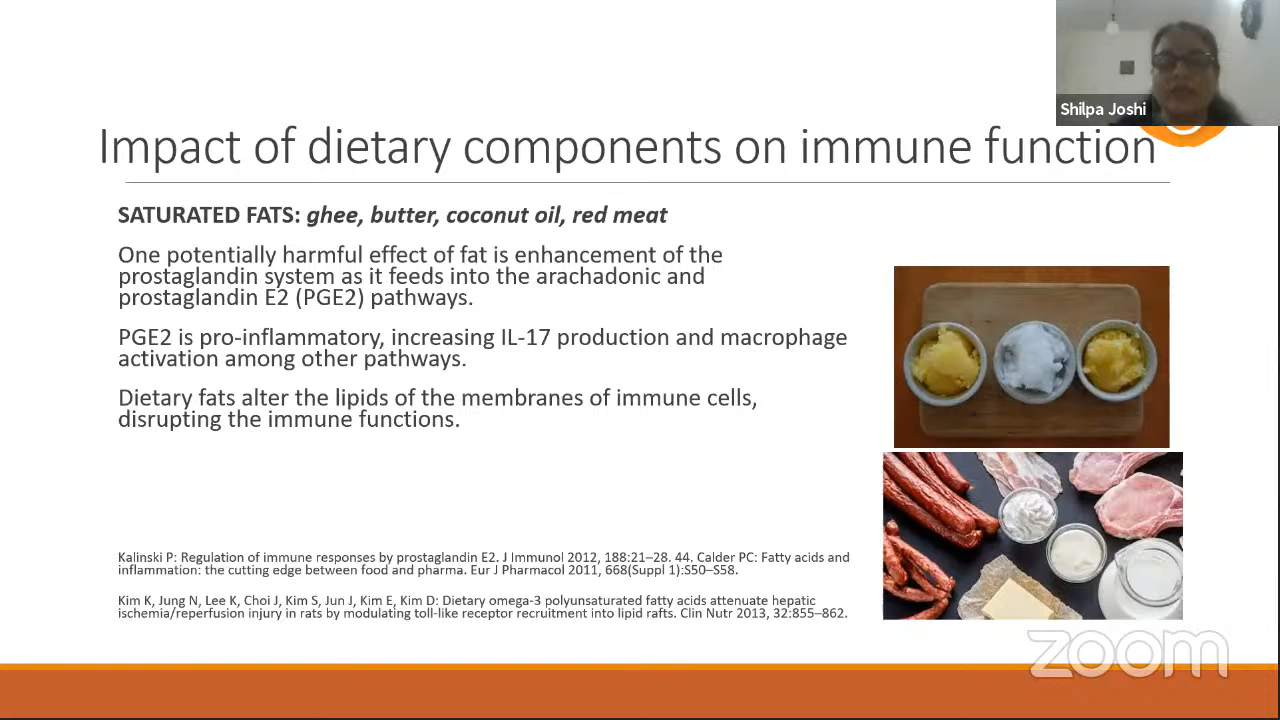 Shilpa Joshi
Impact of dietary components on immune function
SATURATED FATS: ghee, butter, coconut oil, red meat
One potentially harmful effect of fat is enhancement of the
prostaglandin system as it feeds into the arachadonic and
prostaglandin E2 (PGE2) pathways.
PGE2 is pro-inflammatory, increasing IL-17 production and macrophage
activation among other pathways.
Dietary fats alter the lipids of the membranes of immune cells,
disrupting the immune functions.
Kalinski P: Regulation of immune responses by prostaglandin E2. J Immunol 2012, 188:21–28. 44. Calder PC: Fatty acids and
inflammation: the cutting edge between food and pharma. Eur J Pharmacol 2011, 668(Suppl 1):S50–S58.
Kim K, Jung N, Lee K, Choi J, Kim S, Jun J, Kim E, Kim D: Dietary omega-3 polyunsaturated fatty acids attenuate hepatic
ischemia/reperfusion injury in rats by modulating toll-like receptor recruitment into lipid rafts. Clin Nutr 2013, 32:855–862.
zoom